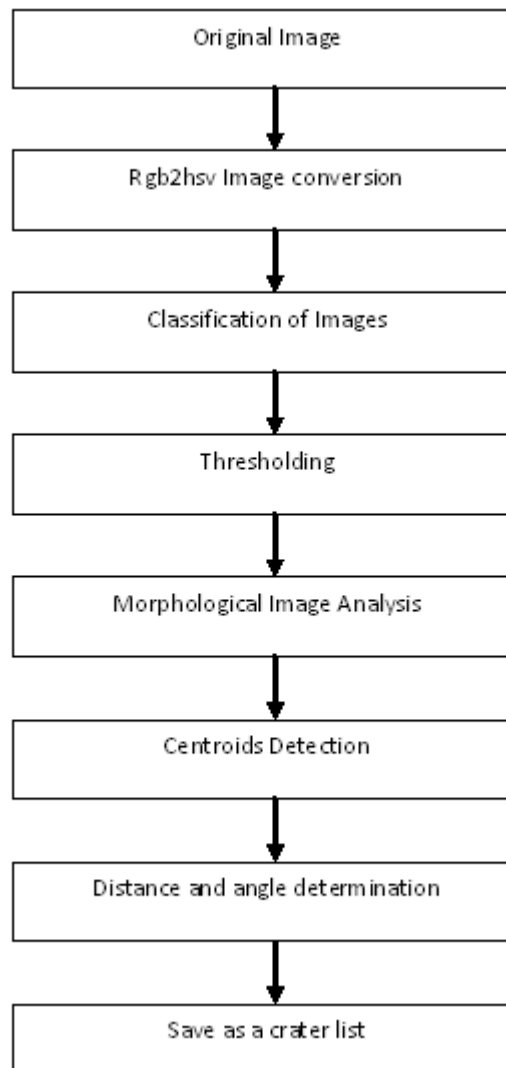 Original Image
Rgb2hsv Image conversion
Classification of Images
Thresholding
Morphological Image Analysis
Centroids Detection
Distance and angle determination
Save as a crater list